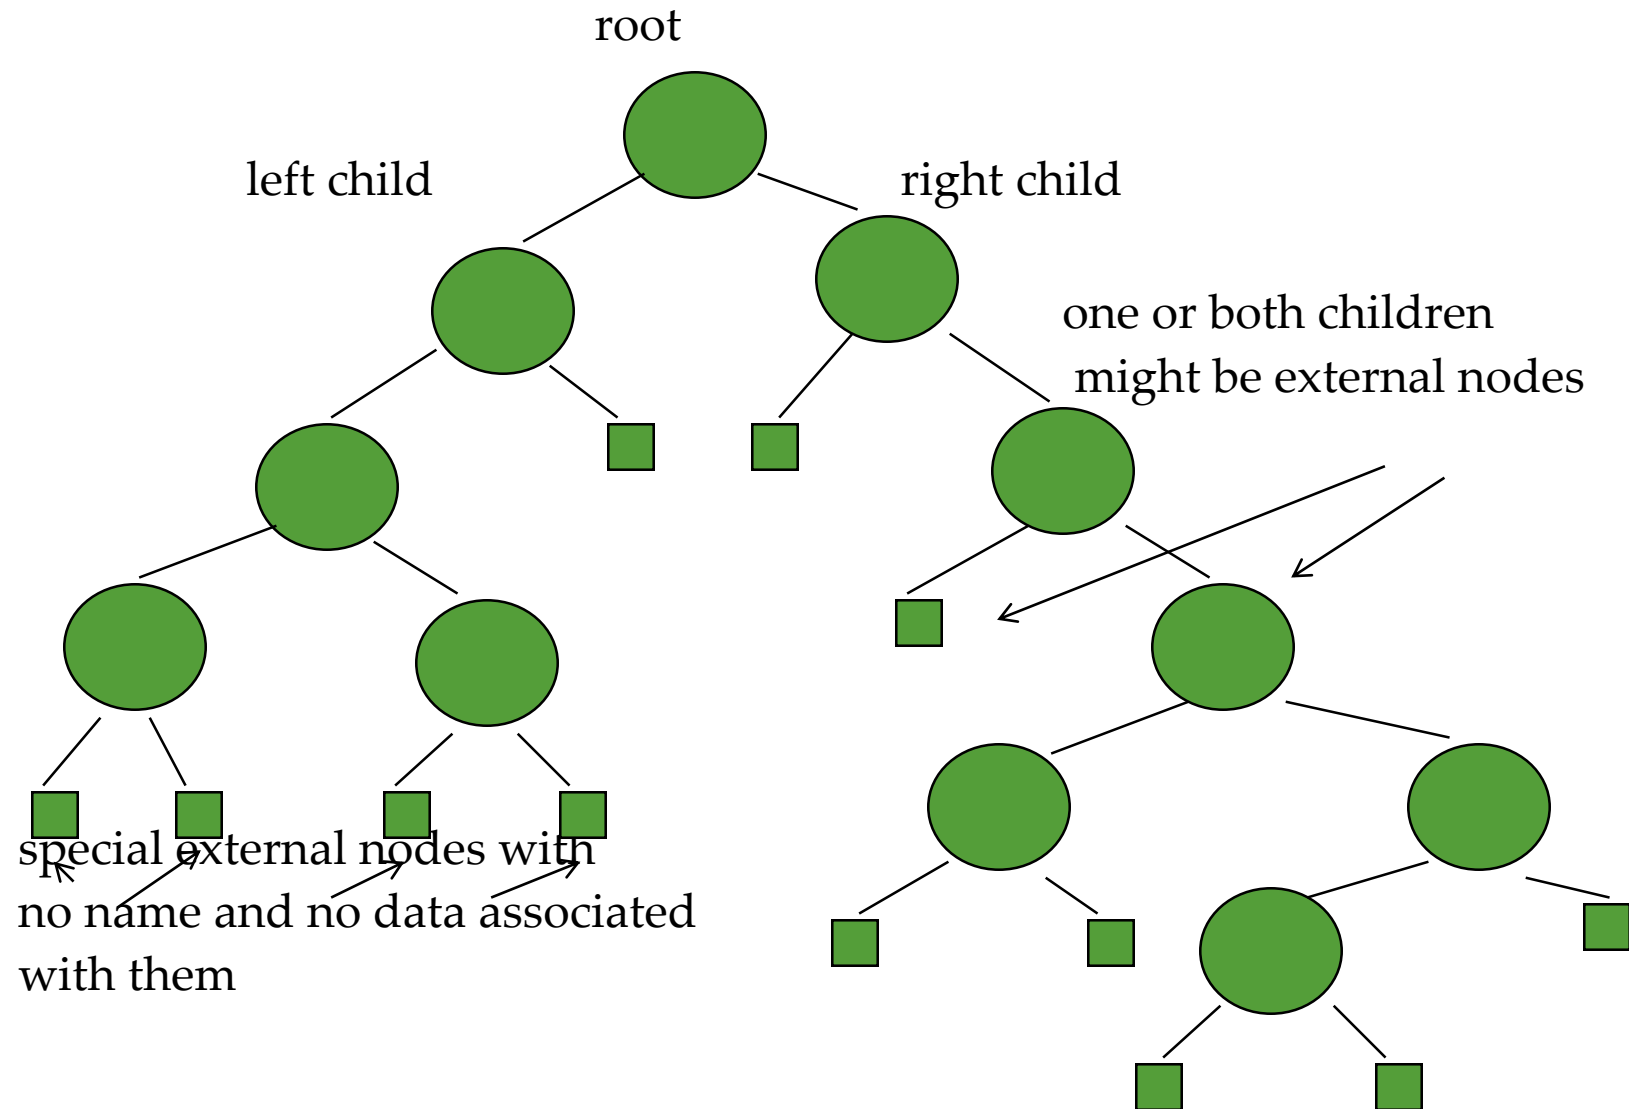 root
left child
right child
one or both children
might be external nodes
special external nodes with
no name and no data associated
with them